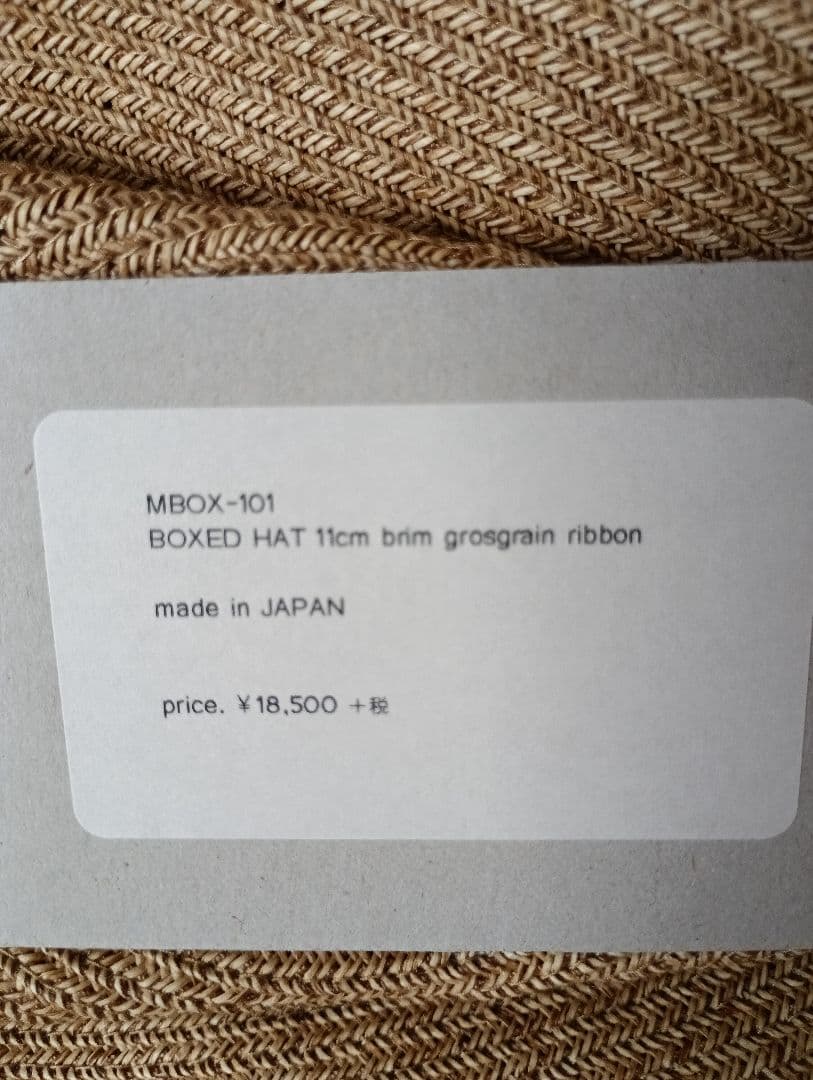 MBOX-101
BOXED HAT 11cm brim grosgrain ribbon
made in JAPAN
price. ¥18,500 +税